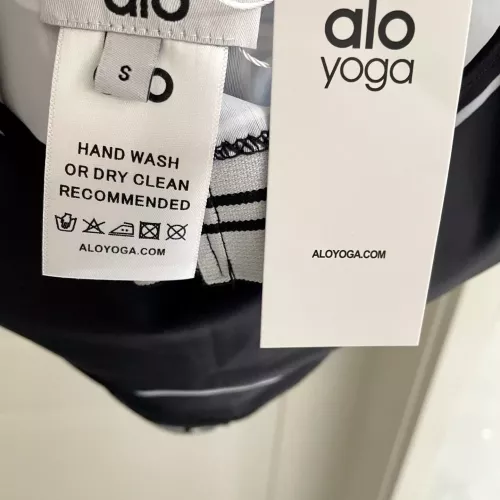 alo
S
HAND WASH
OR DRY CLEAN
RECOMMENDED
ALOYOGA.COM
alo
yoga
ALOYOGA.COM